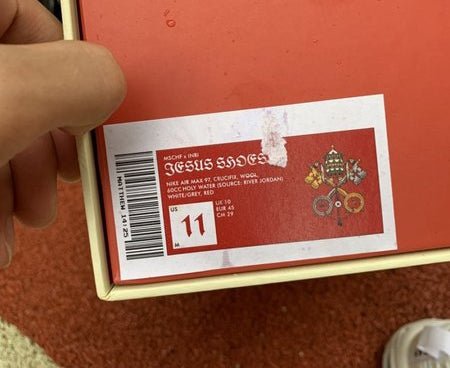 MSCHF x INRI
JESUS SHOES
NIKE AIR MAX 97, CRUCIFIX, WOOL,
60CC HOLY WATER (SOURCE: RIVER JORDAN)
WHITE/GREY, RED
US
11
M
UK 10
EUR 45
CM 29
MATTHEW 14:25